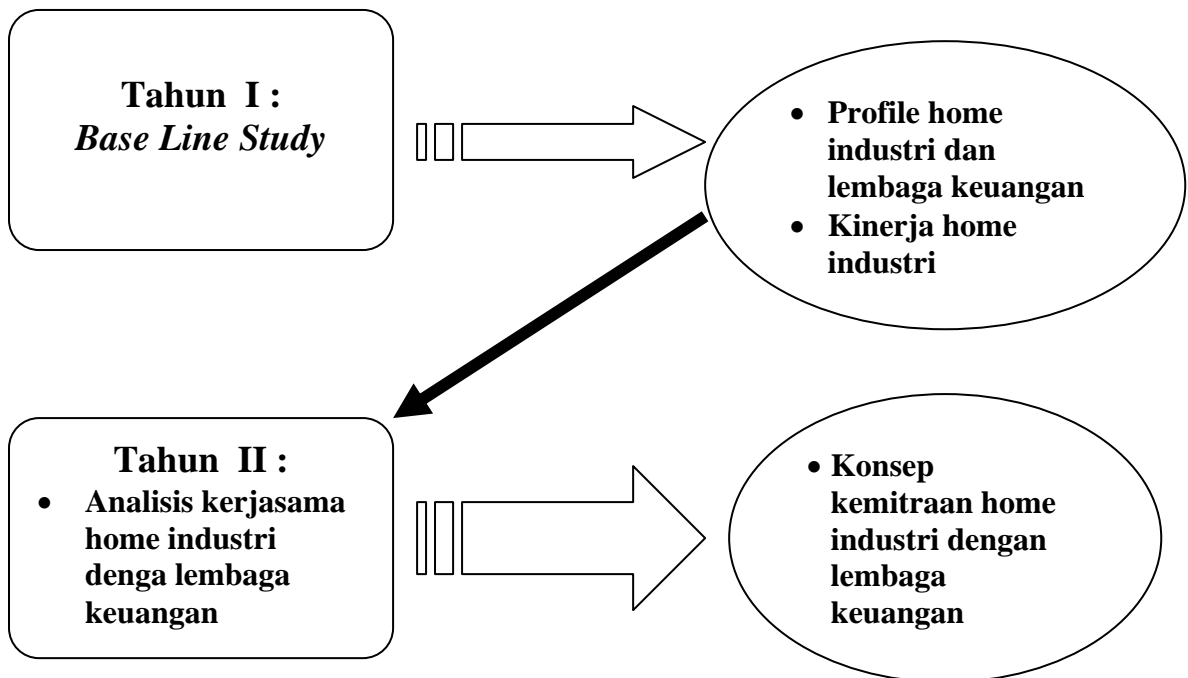 Tahun I :
Base Line Study
• Profile home
industri dan
lembaga keuangan
• Kinerja home
industri
Tahun II :
• Analisis kerjasama
home industri
denga lembaga
keuangan
• Konsep
kemitraan home
industri dengan
lembaga
keuangan